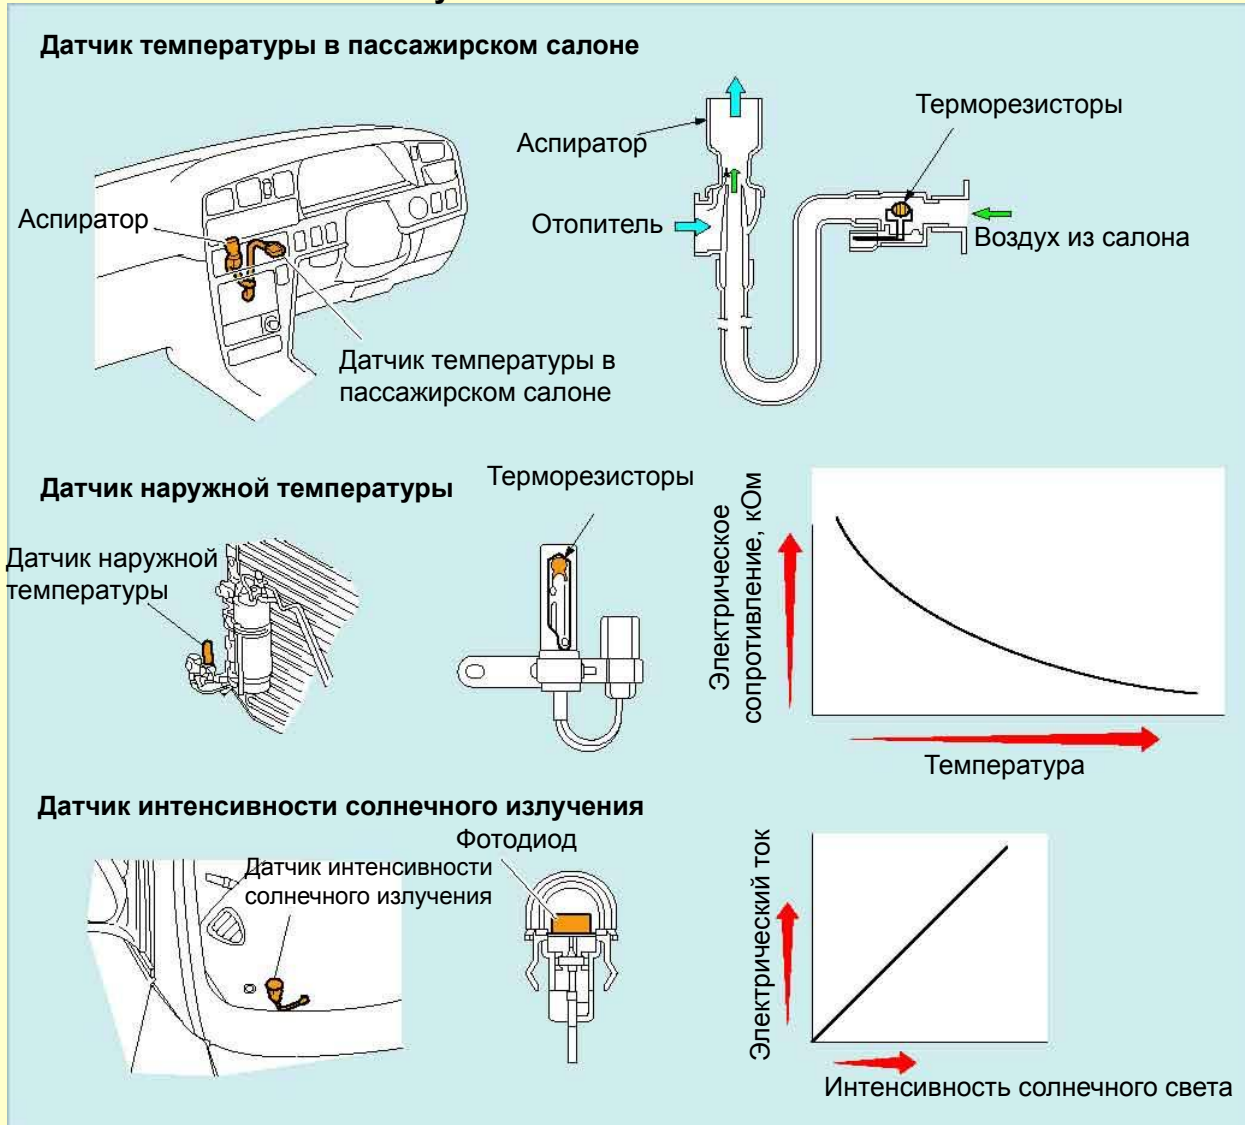 Датчик температуры в пассажирском салоне
Терморезисторы
Аспиратор
Аспиратор
Отопитель
Воздух из салона
Датчик температуры в
пассажирском салоне
Датчик наружной температуры
Терморезисторы
Датчик наружной
температуры
Электрическое
сопротивление, кОм
Температура
Датчик интенсивности солнечного излучения
Фотодиод
Датчик интенсивности
солнечного излучения
Электрический ток
Интенсивность солнечного света